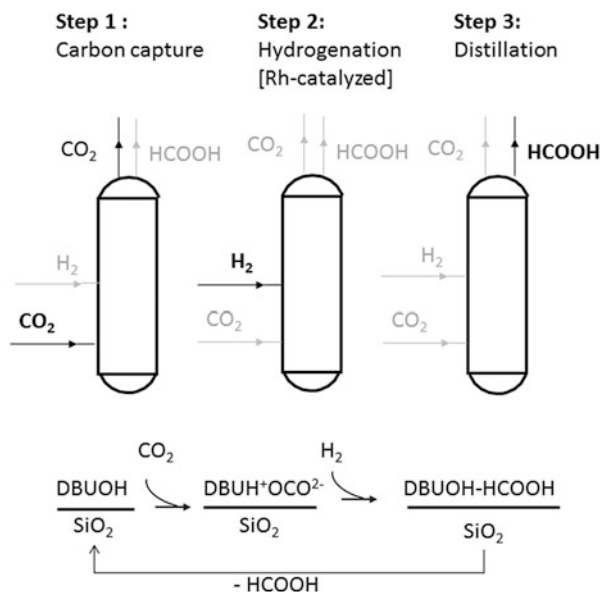 Step 1 : Step 2: Step 3:
Carbon capture Hydrogenation Distillation
[Rh-catalyzed]
CO₂ HCOOH CO₂ HCOOH CO₂ HCOOH
H₂ H₂ H₂
CO₂ CO₂ CO₂
CO₂ H₂
DBUOH DBUH⁺OCO²⁻ DBUOH-HCOOH
SiO₂ SiO₂ SiO₂
- HCOOH